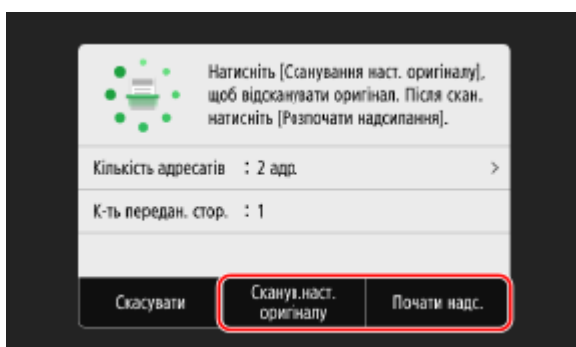 Натисніть [Сканування наст. оригіналу],
щоб відсканувати оригінал. Після скан.
натисніть [Розпочати надсилання].
Кількість адресатів : 2 адр. >
К-ть передан. стор. : 1
Скасувати
Сканув.наст.
оригіналу
Почати надс.